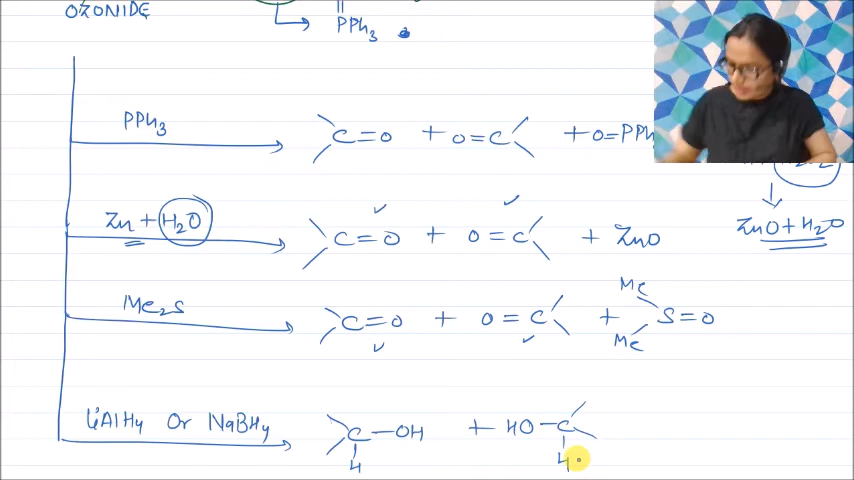 OZONIDE
||
PPh3
PPh3
C=O + O=C + O=PPh
Zn + H2O
C=O + O=C + ZnO
ZnO + H2O
Me2S
C=O + O=C + S=O
Me
Me
LiAlH4 Or NaBH4
C-OH + HO-C
H
H